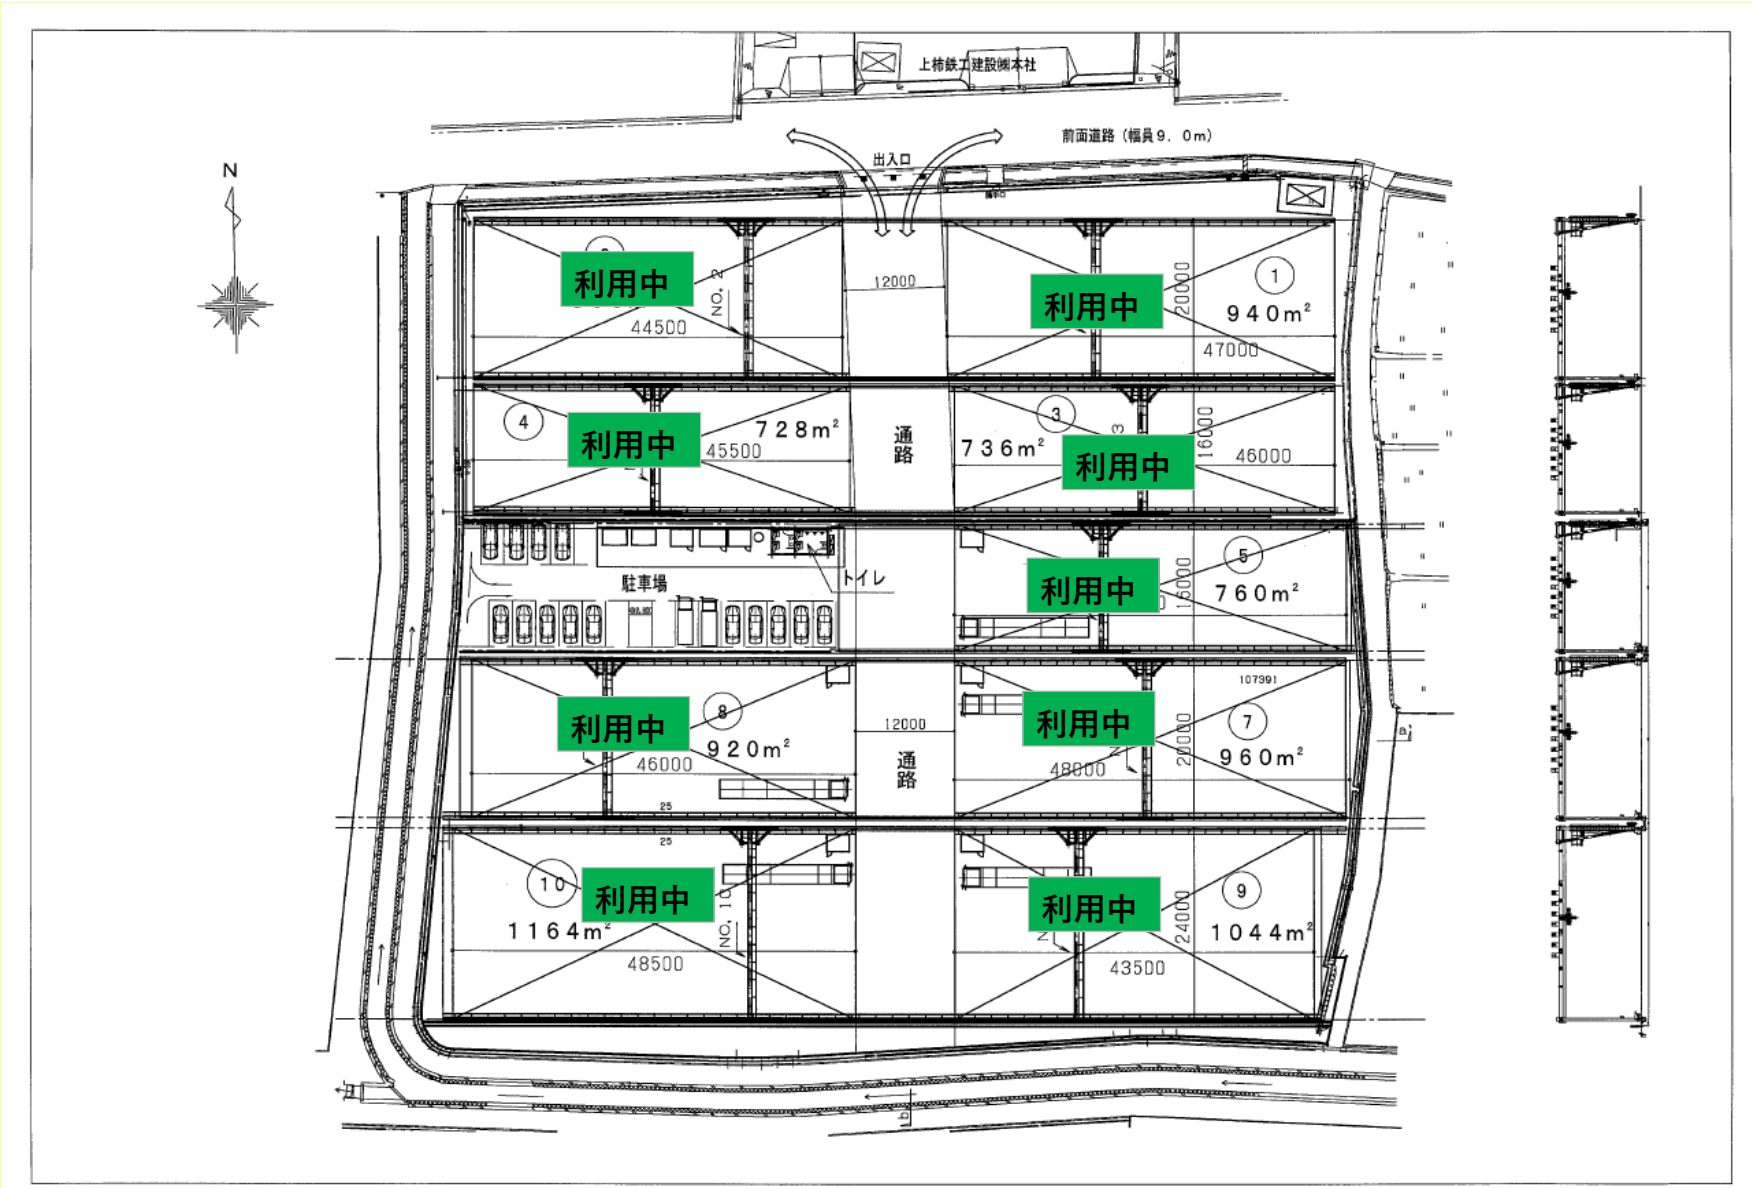 上柿鉄工建設㈱本社
前面道路（幅員9．0m）
出入口
N
利用中
NO. 2
44500
12000
利用中
20000
1
940m²
47000
4
利用中
728m²
45500
通路
3
736m²
3
利用中
16000
46000
駐車場
トイレ
利用中
5
16000
760m²
利用中
8
920m²
46000
25
12000
通路
利用中
107391
7
20000
960m²
48000
a
25
10
利用中
1164m²
NO. 10
48500
利用中
9
24000
1044m²
43500
b